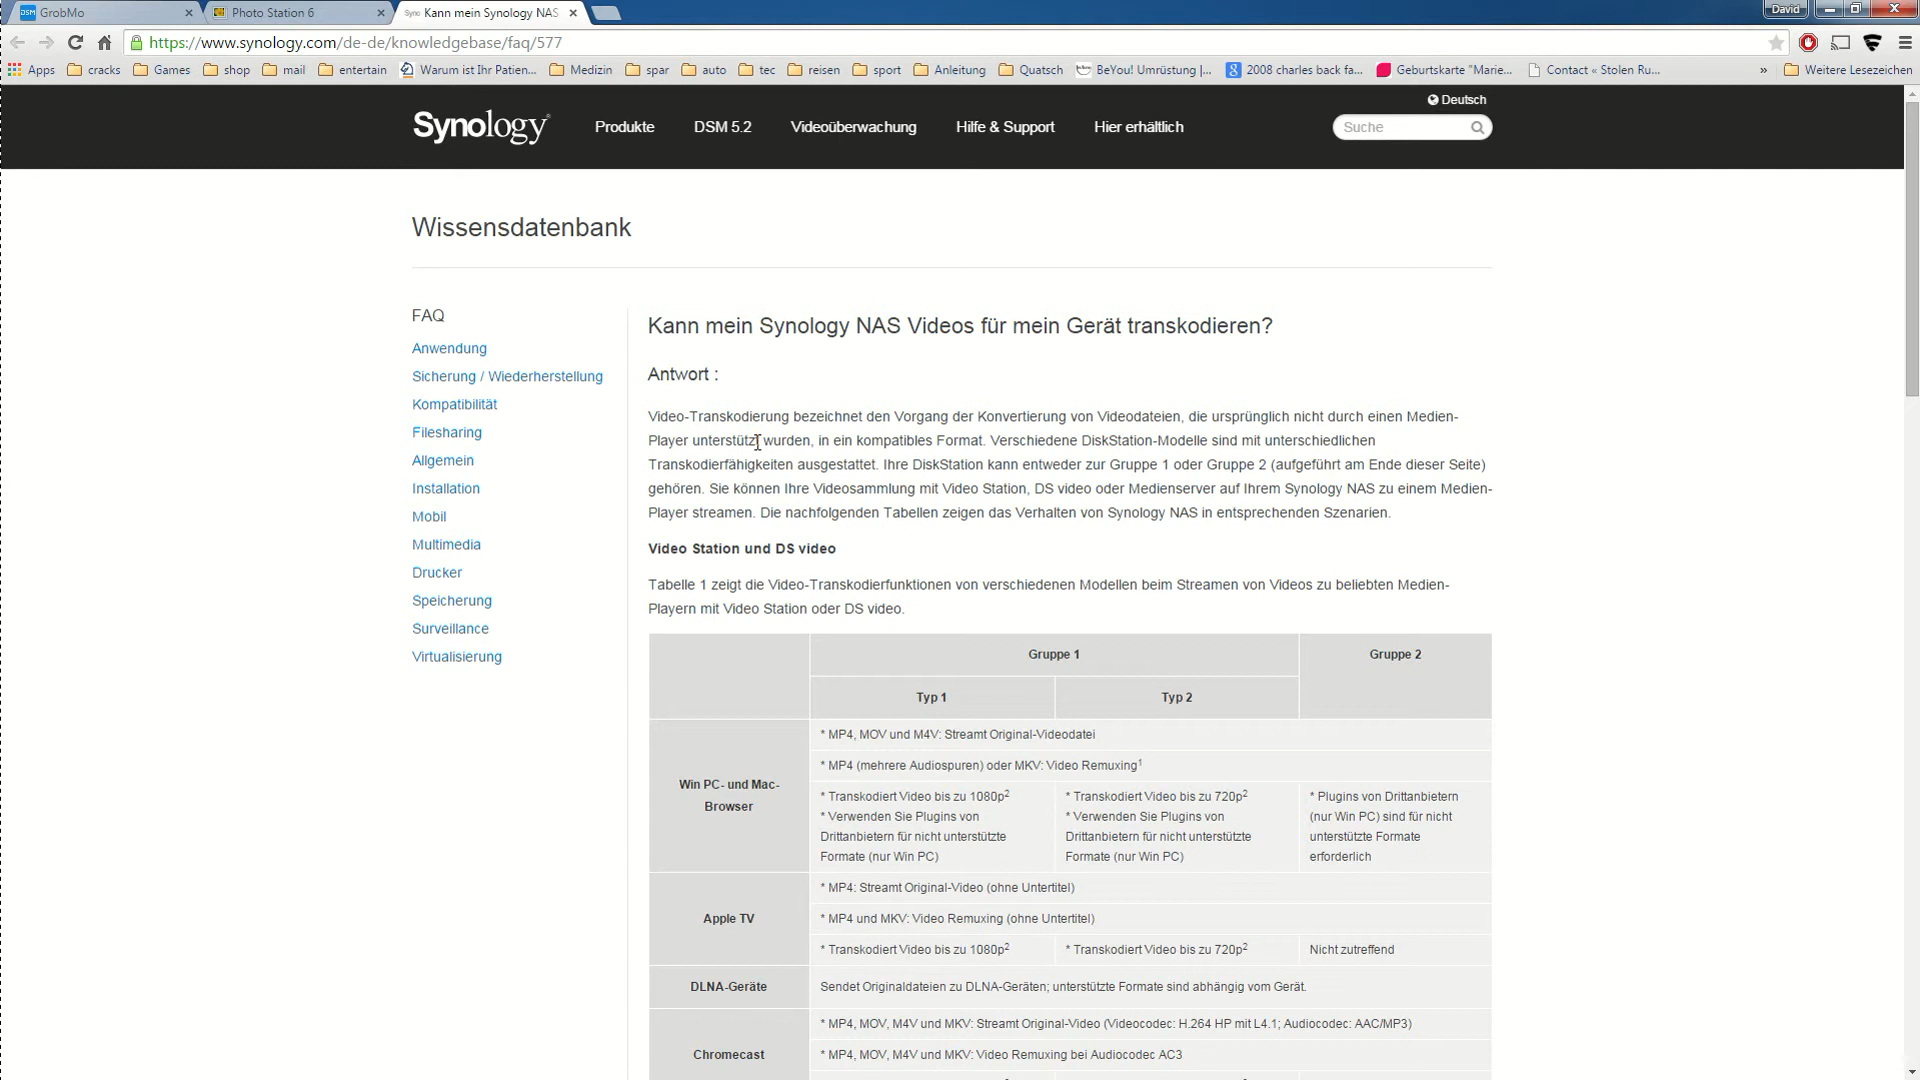 GrobMo
Photo Station 6
Kann mein Synology NAS
David
https://www.synology.com/de-de/knowledgebase/faq/577
Apps cracks Games shop mail entertain Warum ist Ihr Patien... Medizin spar auto tec reisen sport Anleitung Quatsch BeYou! Umrüstung |... 2008 charles back fa... Geburtskarte "Marie... Contact « Stolen Ru... » Weitere Lesezeichen
Deutsch
Synology
Produkte DSM 5.2 Videoüberwachung Hilfe & Support Hier erhältlich
Suche
Wissensdatenbank
FAQ
Anwendung
Sicherung / Wiederherstellung
Kompatibilität
Filesharing
Allgemein
Installation
Mobil
Multimedia
Drucker
Speicherung
Surveillance
Virtualisierung
Kann mein Synology NAS Videos für mein Gerät transkodieren?
Antwort :
Video-Transkodierung bezeichnet den Vorgang der Konvertierung von Videodateien, die ursprünglich nicht durch einen Medien-
Player unterstützt wurden, in ein kompatibles Format. Verschiedene DiskStation-Modelle sind mit unterschiedlichen
Transkodierfähigkeiten ausgestattet. Ihre DiskStation kann entweder zur Gruppe 1 oder Gruppe 2 (aufgeführt am Ende dieser Seite)
gehören. Sie können Ihre Videosammlung mit Video Station, DS video oder Medienserver auf Ihrem Synology NAS zu einem Medien-
Player streamen. Die nachfolgenden Tabellen zeigen das Verhalten von Synology NAS in entsprechenden Szenarien.
Video Station und DS video
Tabelle 1 zeigt die Video-Transkodierfunktionen von verschiedenen Modellen beim Streamen von Videos zu beliebten Medien-
Playern mit Video Station oder DS video.
Gruppe 1
Gruppe 2
Typ 1
Typ 2
Win PC- und Mac-
Browser
* MP4, MOV und M4V: Streamt Original-Videodatei
* MP4 (mehrere Audiospuren) oder MKV: Video Remuxing¹
* Transkodiert Video bis zu 1080p²
* Verwenden Sie Plugins von
Drittanbietern für nicht unterstützte
Formate (nur Win PC)
* Transkodiert Video bis zu 720p²
* Verwenden Sie Plugins von
Drittanbietern für nicht unterstützte
Formate (nur Win PC)
* Plugins von Drittanbietern
(nur Win PC) sind für nicht
unterstützte Formate
erforderlich
Apple TV
* MP4: Streamt Original-Video (ohne Untertitel)
* MP4 und MKV: Video Remuxing (ohne Untertitel)
* Transkodiert Video bis zu 1080p²
* Transkodiert Video bis zu 720p²
Nicht zutreffend
DLNA-Geräte
Sendet Originaldateien zu DLNA-Geräten; unterstützte Formate sind abhängig vom Gerät.
Chromecast
* MP4, MOV, M4V und MKV: Streamt Original-Video (Videocodec: H.264 HP mit L4.1; Audiocodec: AAC/MP3)
* MP4, MOV, M4V und MKV: Video Remuxing bei Audiocodec AC3